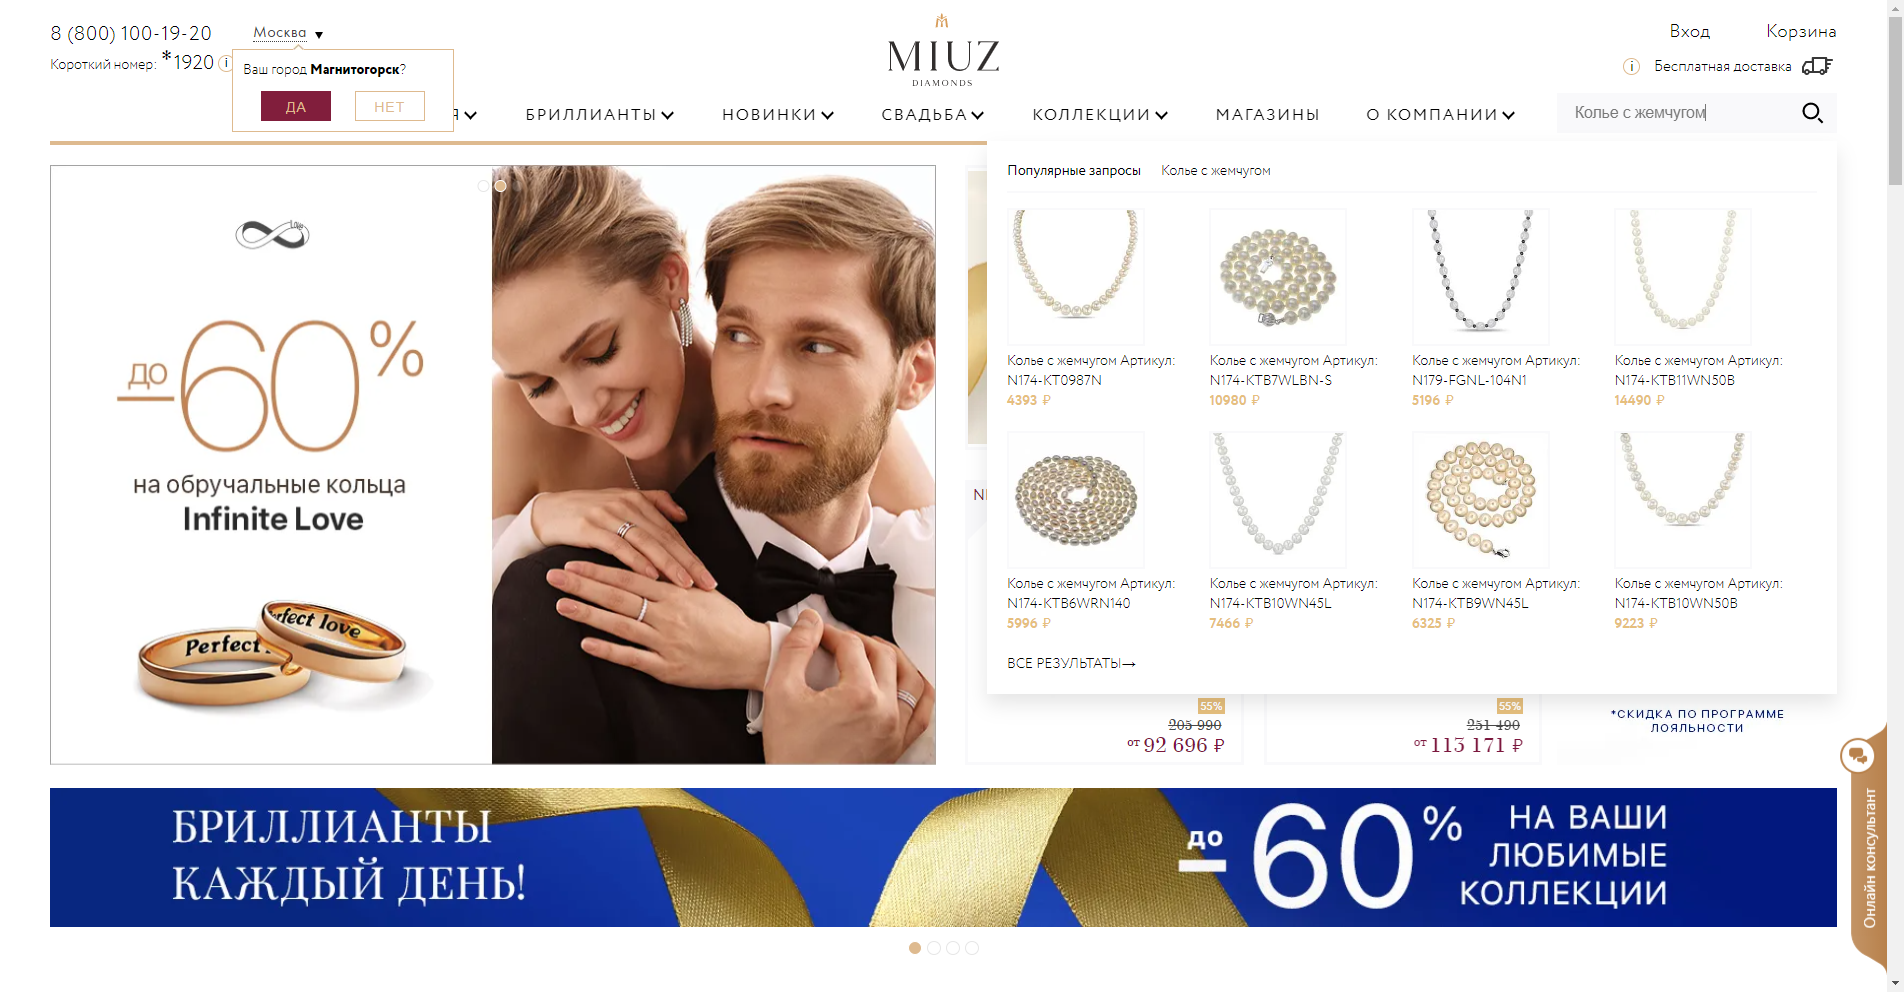 8 (800) 100-19-20
Москва ▼
Короткий номер: *1920
Ваш город Магнитогорск?
ДА
НЕТ
MIUZ
DIAMONDS
Вход
Корзина
Бесплатная доставка
БРИЛЛИАНТЫ
НОВИНКИ
СВАДЬБА
КОЛЛЕКЦИИ
МАГАЗИНЫ
О КОМПАНИИ
Колье с жемчугом
Популярные запросы
Колье с жемчугом
Колье с жемчугом Артикул:
N174-KT0987N
4393 ₽
Колье с жемчугом Артикул:
N174-KTB7WLBN-S
10980 ₽
Колье с жемчугом Артикул:
N179-FGNL-104N1
5196 ₽
Колье с жемчугом Артикул:
N174-KTB11WN50B
14490 ₽
Колье с жемчугом Артикул:
N174-KTB6WRN140
5996 ₽
Колье с жемчугом Артикул:
N174-KTB10WN45L
7466 ₽
Колье с жемчугом Артикул:
N174-KTB9WN45L
6325 ₽
Колье с жемчугом Артикул:
N174-KTB10WN50B
9223 ₽
ВСЕ РЕЗУЛЬТАТЫ→
Love
до
-60%
на обручальные кольца
Infinite Love
Perfect
rfect love
55%
205 990
от 92 696 ₽
55%
251 490
от 113 171 ₽
*СКИДКА ПО ПРОГРАММЕ
ЛОЯЛЬНОСТИ
БРИЛЛИАНТЫ
КАЖДЫЙ ДЕНЬ!
до
-60%
НА ВАШИ
ЛЮБИМЫЕ
КОЛЛЕКЦИИ
Онлайн консультант